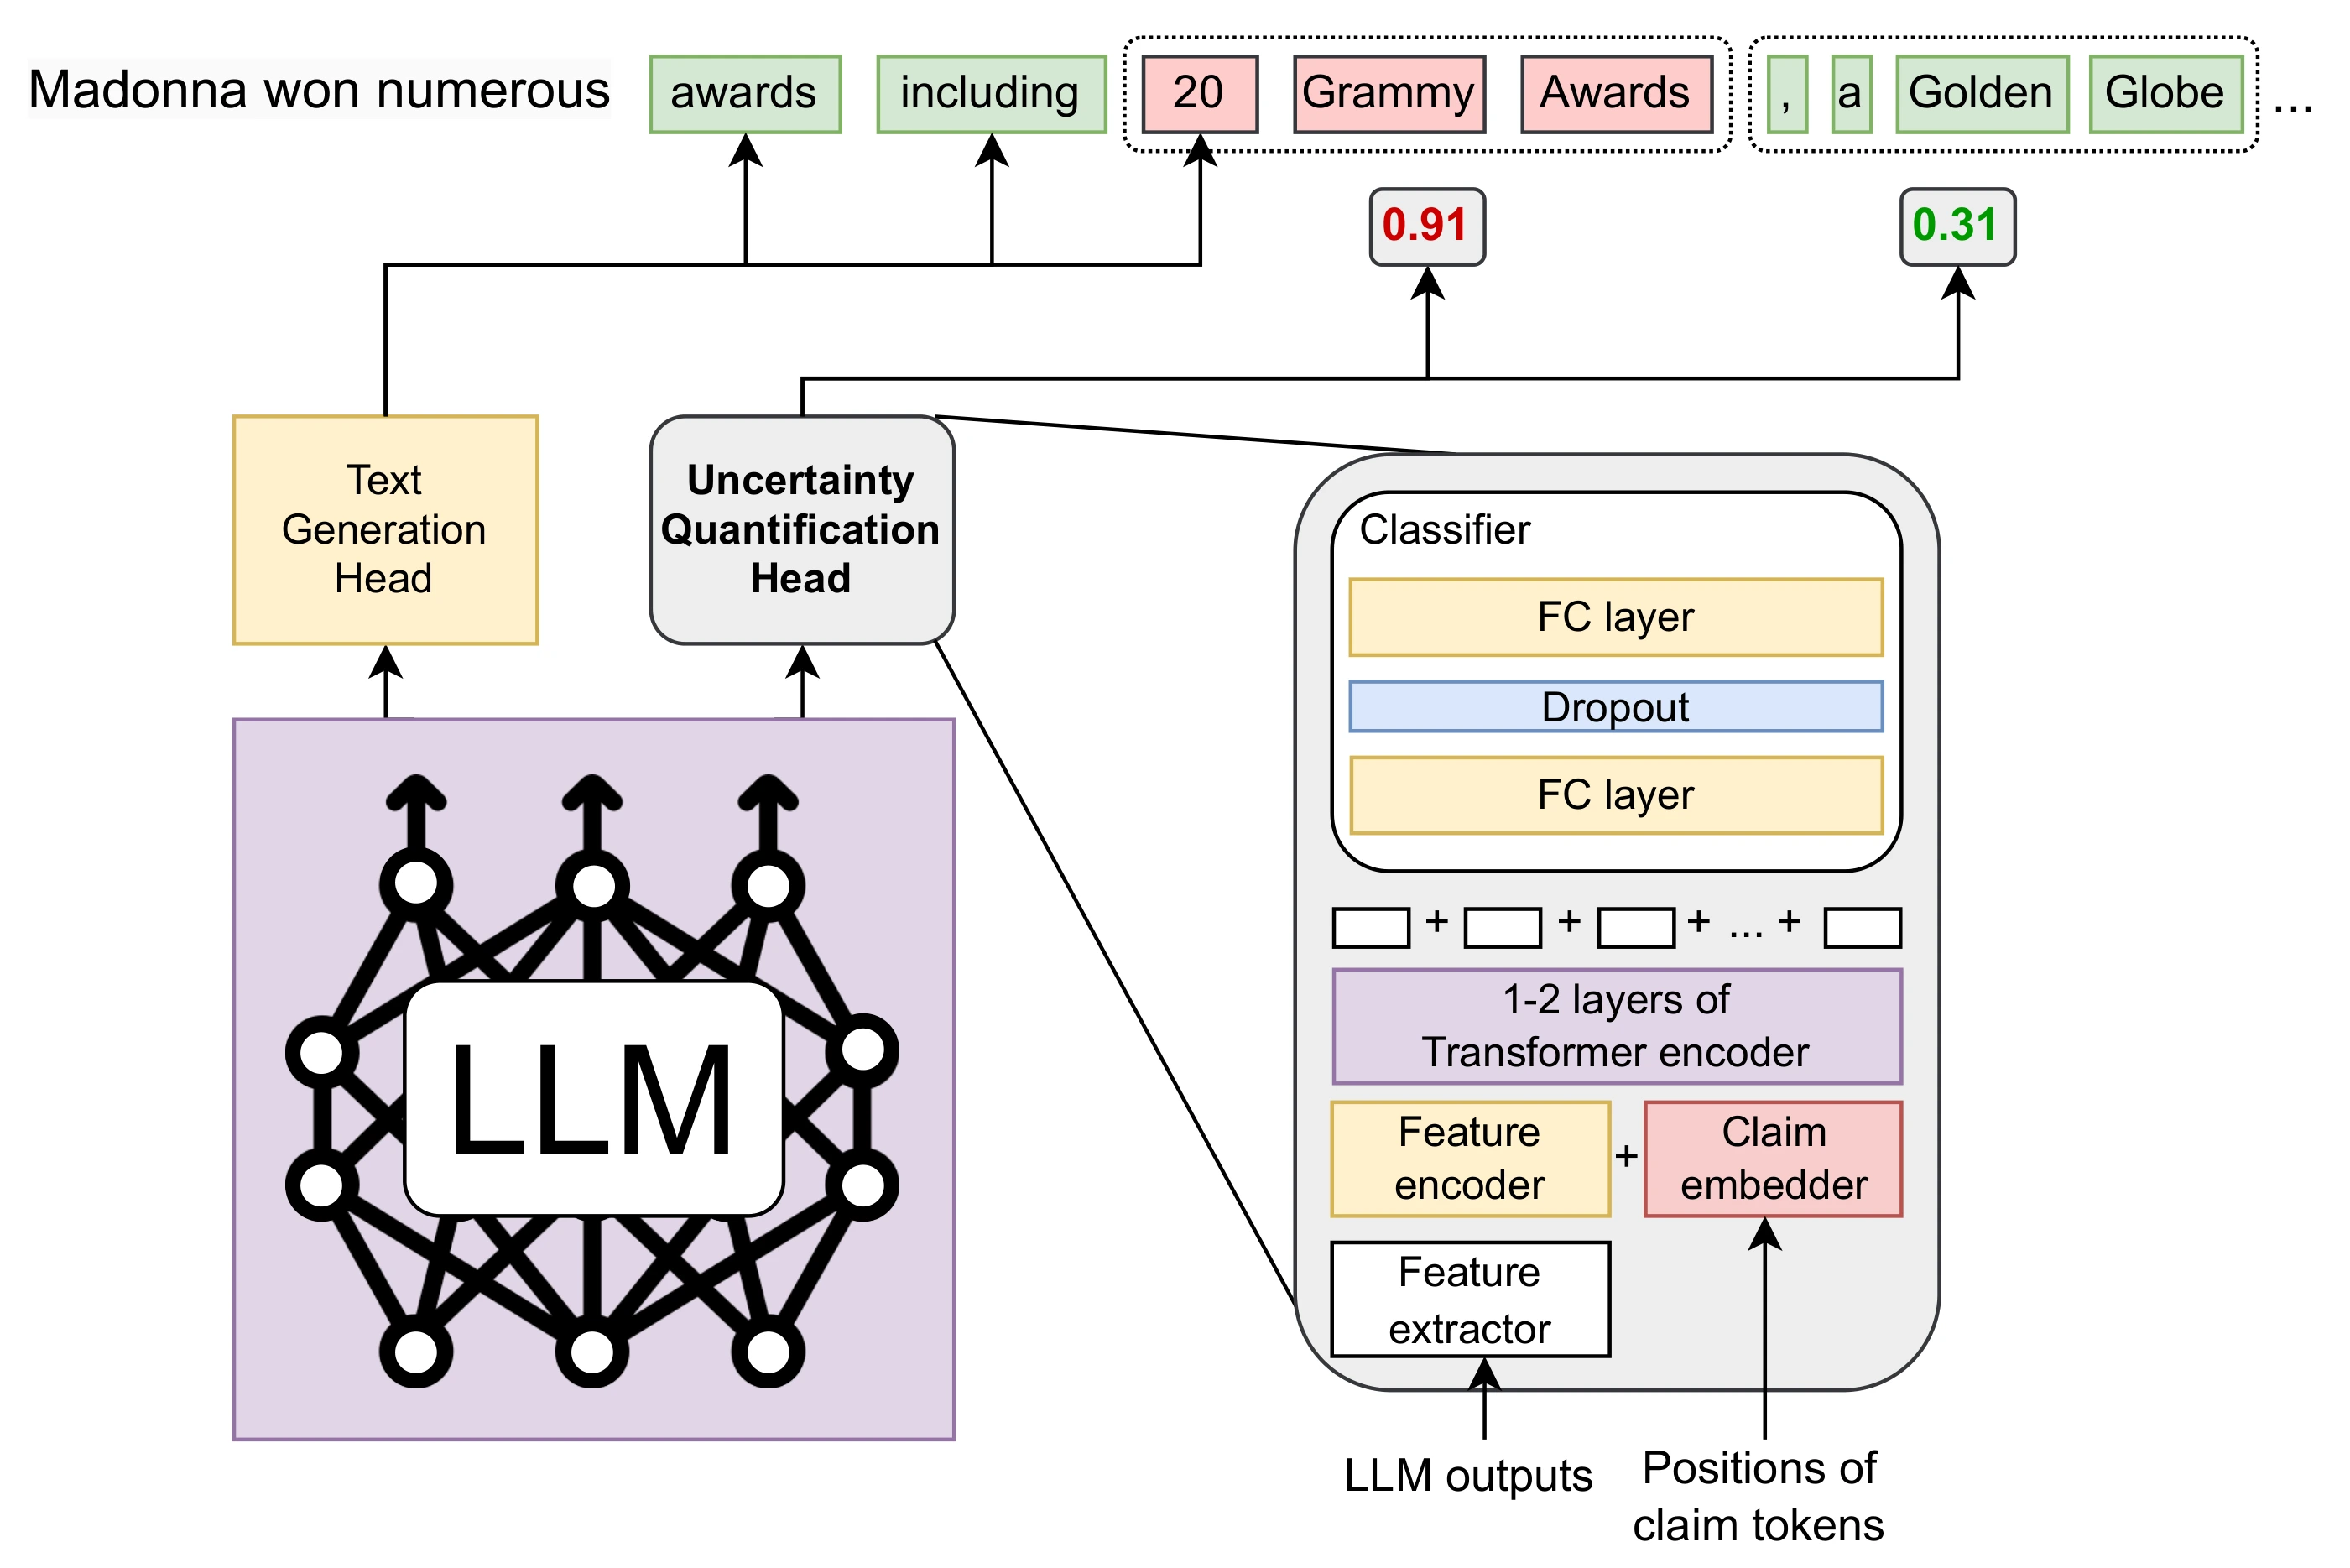 Madonna won numerous awards including 20 Grammy Awards , a Golden Globe ...
0.91 0.31
Text
Generation
Head
Uncertainty
Quantification
Head
LLM
Classifier
FC layer
Dropout
FC layer
+ + + ... +
1-2 layers of
Transformer encoder
Feature
encoder
+
Claim
embedder
Feature
extractor
LLM outputs
Positions of
claim tokens